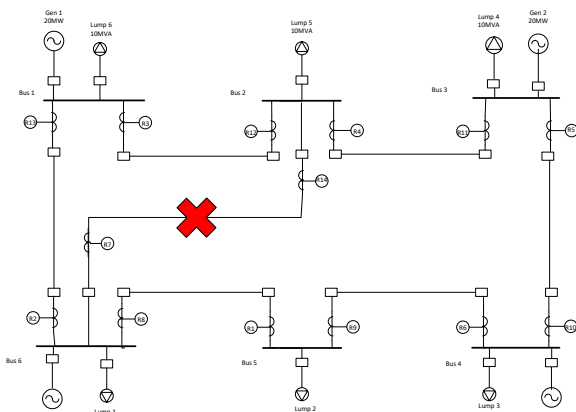 Gen 1
20MW
Lump 6
10MVA
Lump 5
10MVA
Lump 4
10MVA
Gen 2
20MW
Bus 1
Bus 2
Bus 3
R13
R3
R12
R4
R11
R5
R14
R7
R2
R8
R1
R9
R6
R10
Bus 6
Bus 5
Bus 4
Lump 1
Lump 2
Lump 3